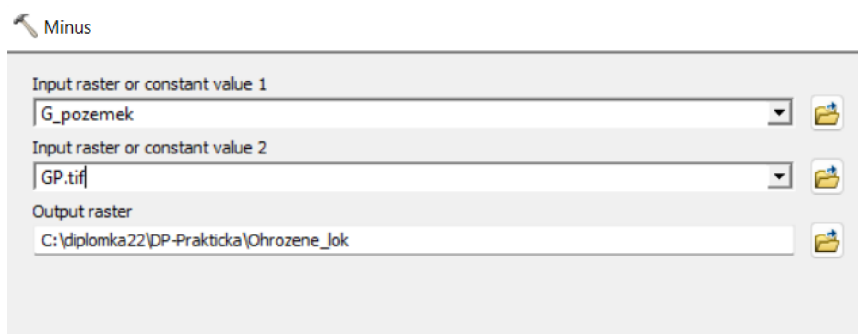 Minus
Input raster or constant value 1
G_pozemek
Input raster or constant value 2
GP.tif
Output raster
C:\diplomka22\DP-Prakticka\Ohrozene_lok